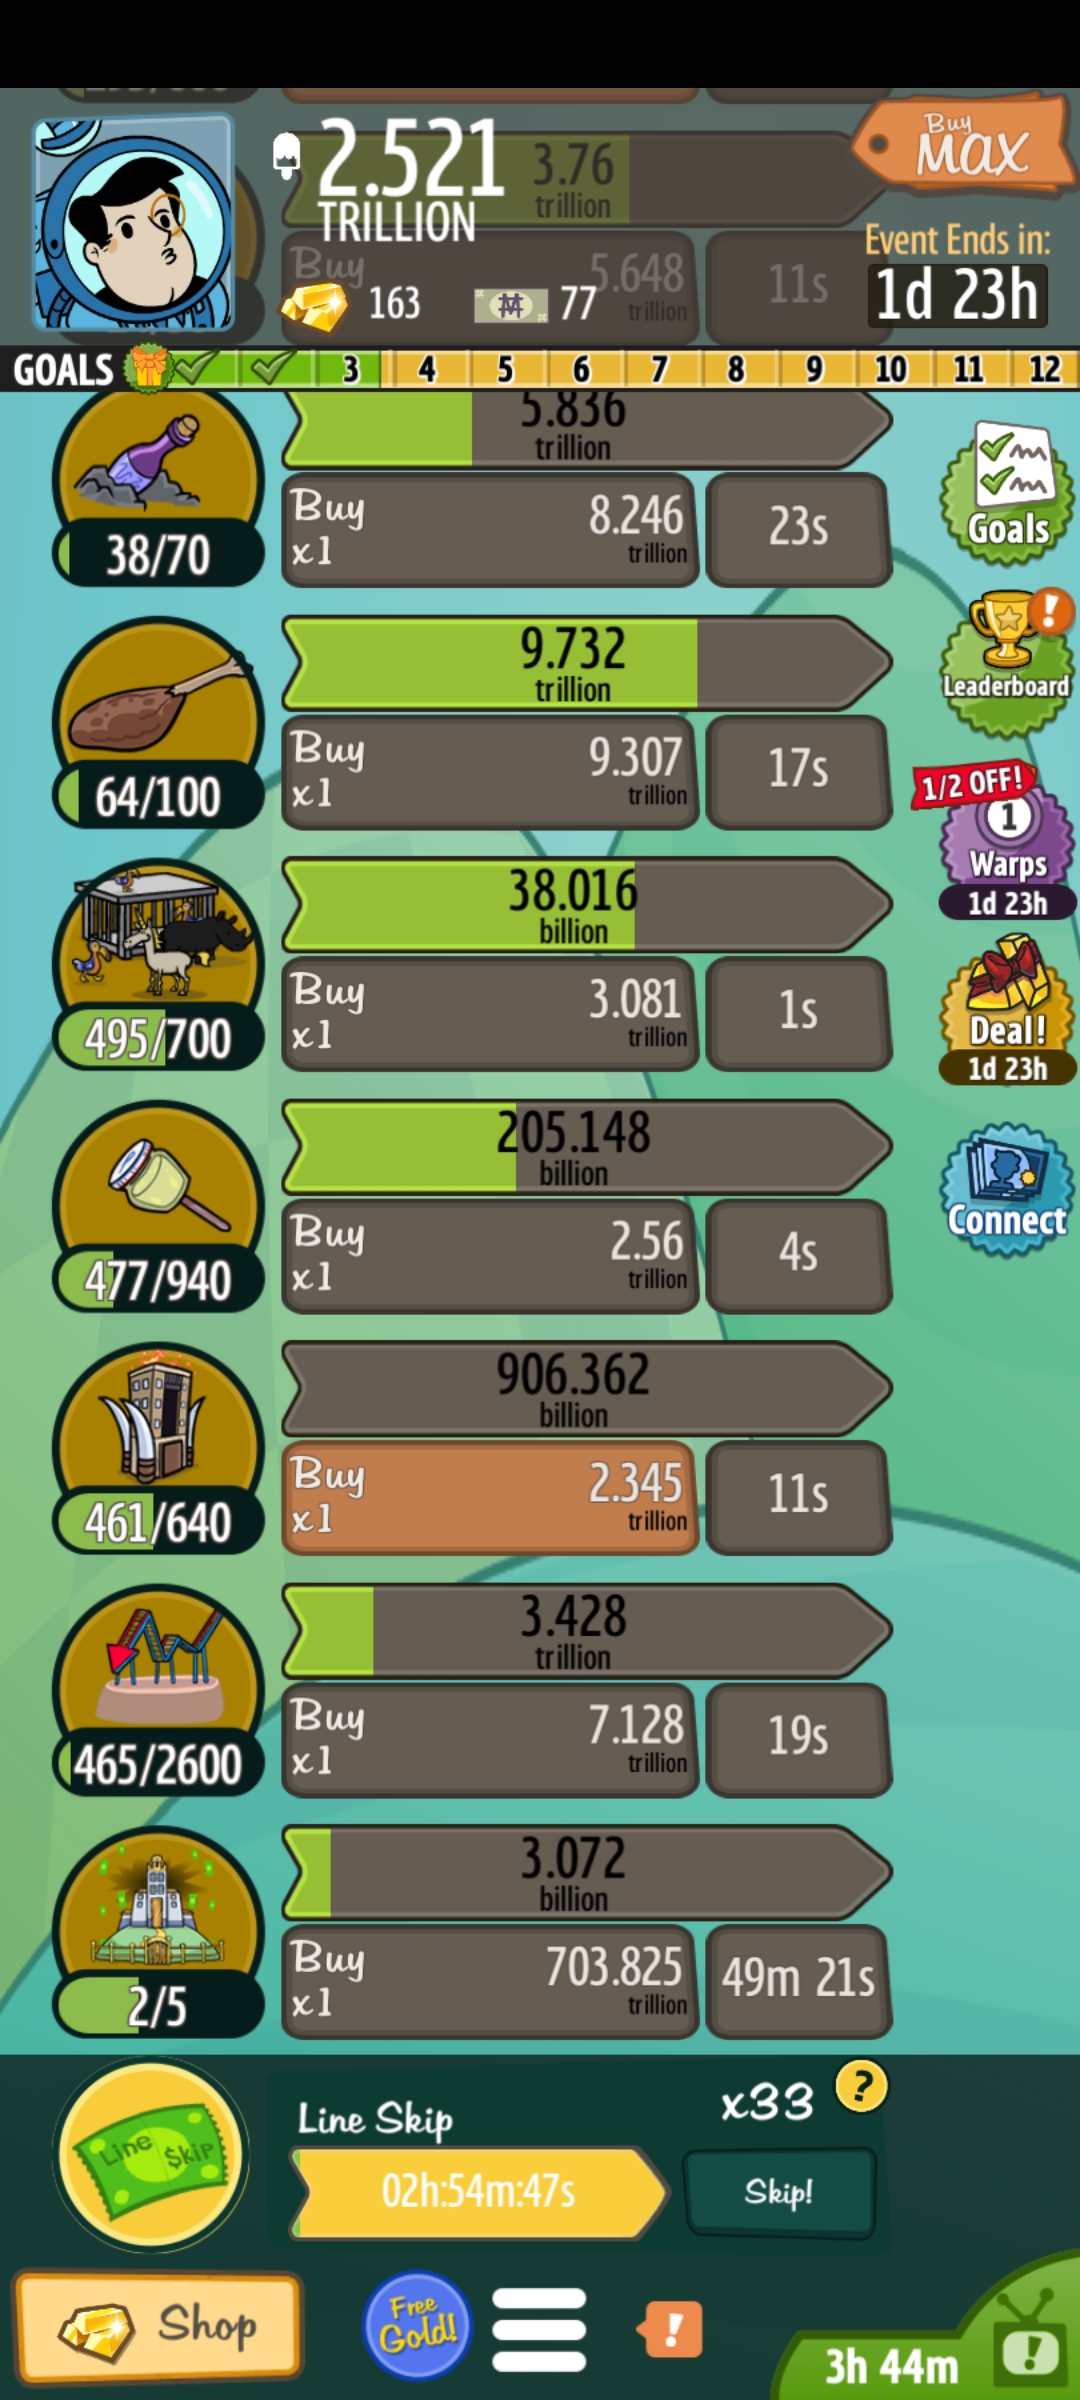 2.521
TRILLION
163
77
3.76
trillion
Buy
5.648
trillion
11s
Buy
MAX
Event Ends in:
1d 23h
GOALS
3
4
5
6
7
8
9
10
11
12
5.836
trillion
38/70
Buy
x1
8.246
trillion
23s
Goals
9.732
trillion
64/100
Buy
x1
9.307
trillion
17s
!
Leaderboard
1/2 OFF!
1
Warps
1d 23h
38.016
billion
495/700
Buy
x1
3.081
trillion
1s
Deal!
1d 23h
205.148
billion
477/940
Buy
x1
2.56
trillion
4s
Connect
906.362
billion
461/640
Buy
x1
2.345
trillion
11s
3.428
trillion
465/2600
Buy
x1
7.128
trillion
19s
3.072
billion
2/5
Buy
x1
703.825
trillion
49m 21s
Line $kip
Line Skip
x33
?
02h:54m:47s
Skip!
Shop
Free
Gold!
!
3h 44m
!